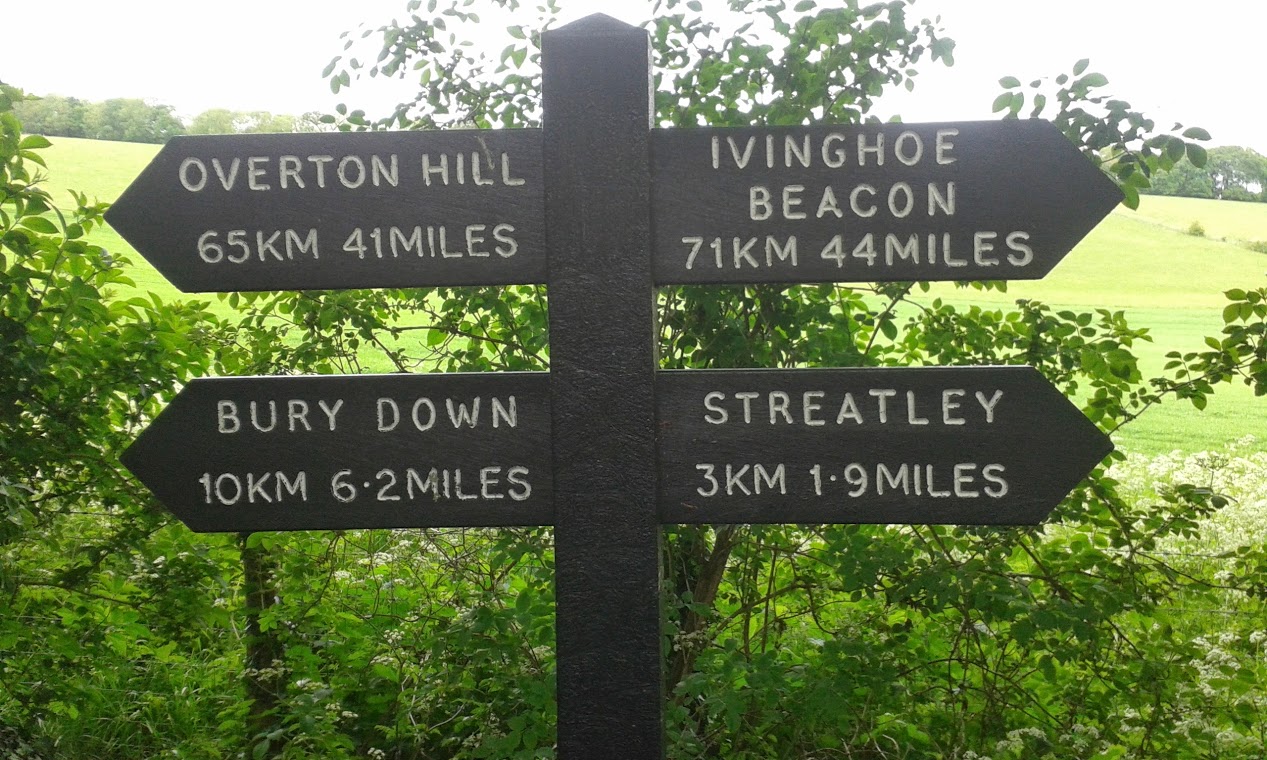 OVERTON HILL
65KM 41MILES
IVINGHOE
BEACON
71KM 44MILES
BURY DOWN
10KM 6·2MILES
STREATLEY
3KM 1·9MILES